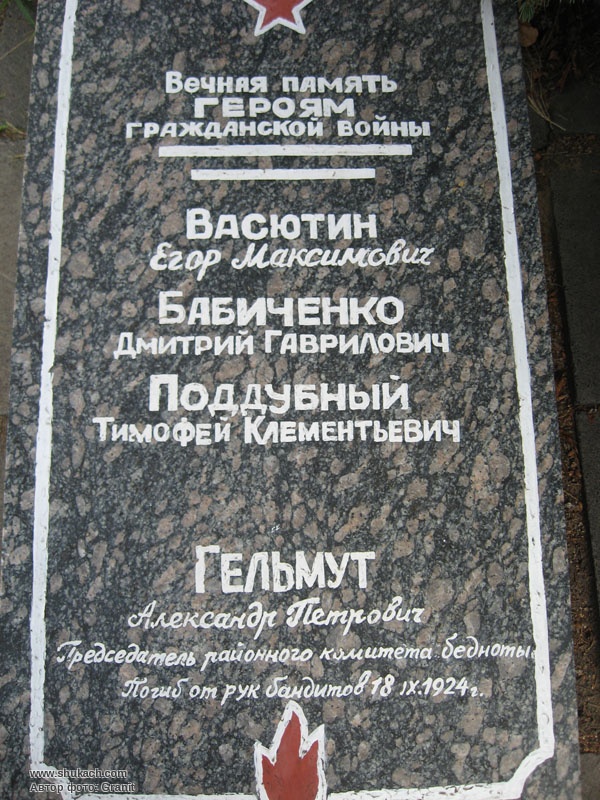 Вечная память
ГЕРОЯМ
ГРАЖДАНСКОЙ ВОЙНЫ
ВАСЮТИН
Егор Максимович
БАБИЧЕНКО
ДМИТРИЙ ГАВРИЛОВИЧ
ПОДДУБНЫЙ
ТИМОФЕЙ КЛЕМЕНТЬЕВИЧ
ГЕЛЬМУТ
Александр Петрович
Председатель районного комитета бедноты
Погиб от рук бандитов 18 IX.1924г.
www.shukach.com
Автор фото: Granit